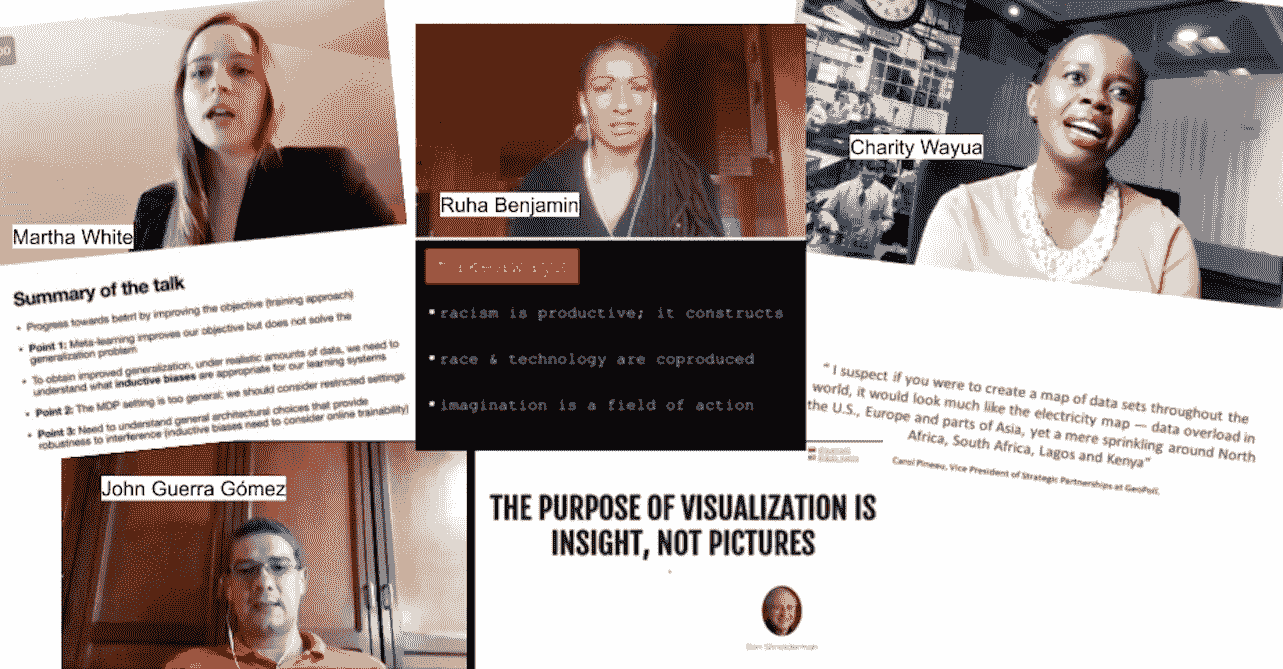 Martha White
Summary of the talk
• Progress towards betrrl by improving the objective (training approach)
• Point 1: Meta-learning improves our objective but does not solve the
generalization problem
• To obtain improved generalization, under realistic amounts of data, we need to
understand what inductive biases are appropriate for our learning systems
• Point 2: The MDP setting is too general; we should consider restricted settings
• Point 3: Need to understand general architectural choices that provide
robustness to interference (inductive biases need to consider online trainability)
Ruha Benjamin
▪ racism is productive; it constructs
▪ race & technology are coproduced
▪ imagination is a field of action
Charity Wayua
" I suspect if you were to create a map of data sets throughout the
world, it would look much like the electricity map — data overload in
the U.S., Europe and parts of Asia, yet a mere sprinkling around North
Africa, South Africa, Lagos and Kenya"
Carol Pineau, Vice President of Strategic Partnerships at GeoPoll.
John Guerra Gómez
THE PURPOSE OF VISUALIZATION IS
INSIGHT, NOT PICTURES
Ben Shneiderman